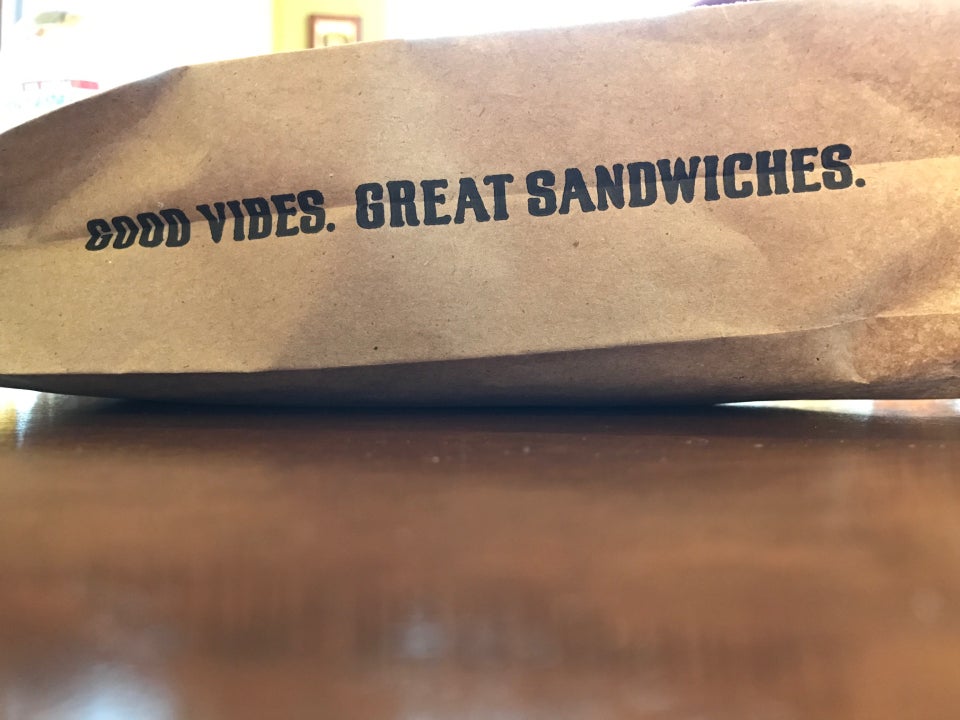 GOOD VIBES. GREAT SANDWICHES.